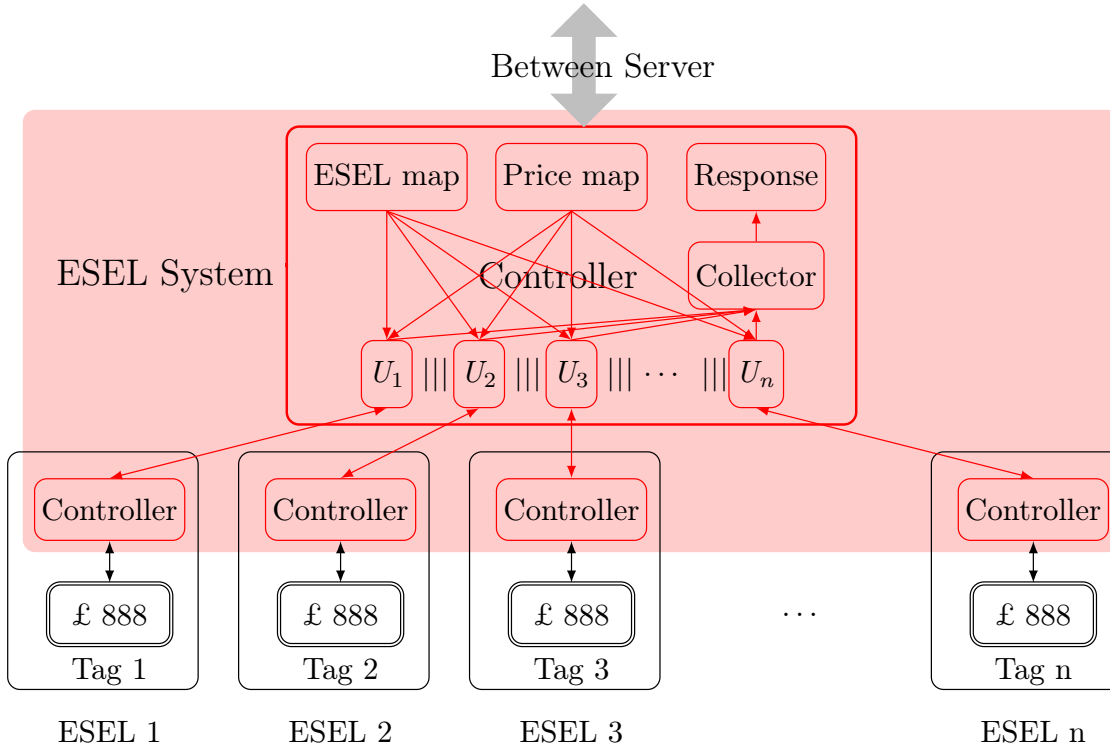 Between Server
ESEL map Price map Response
ESEL System Controller Collector
U₁ ||| U₂ ||| U₃ ||| ⋯ ||| Uₙ
Controller Controller Controller Controller
£ 888 £ 888 £ 888 ⋯ £ 888
Tag 1 Tag 2 Tag 3 Tag n
ESEL 1 ESEL 2 ESEL 3 ESEL n